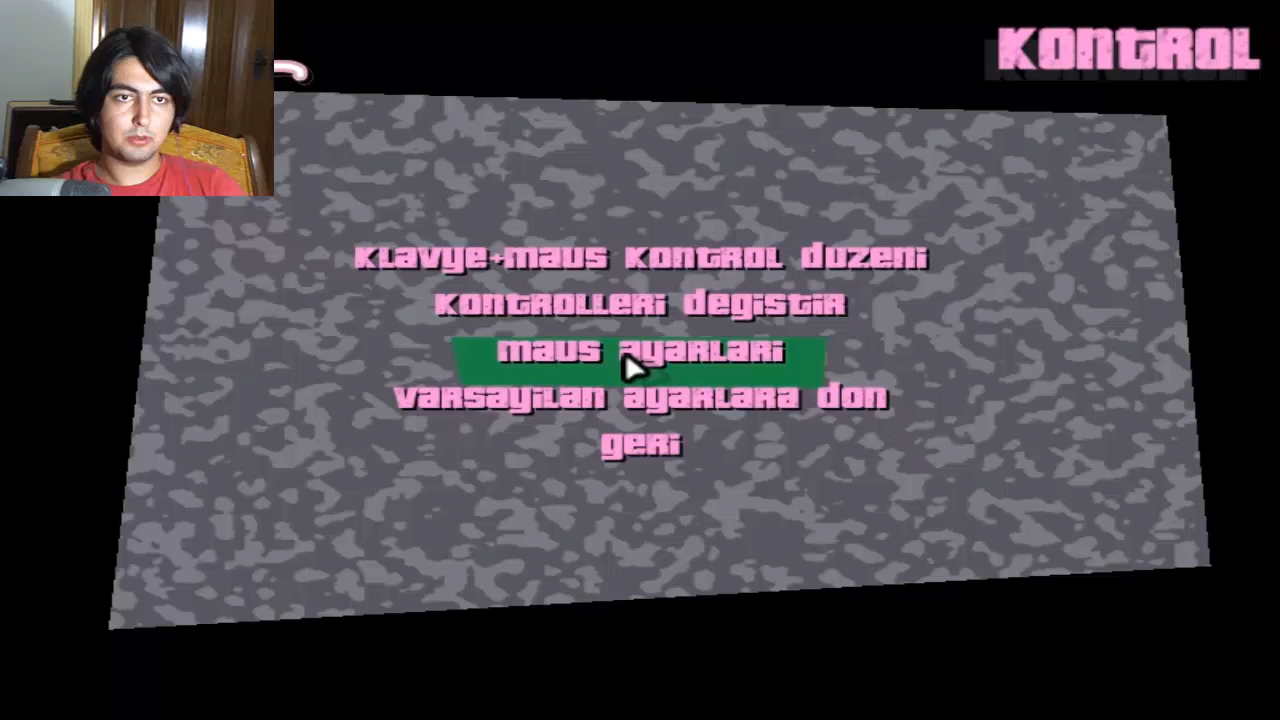 KONTROL
Klavye+maus Kontrol duzeni
Kontrolleri degistir
maus ayarlari
varsayilan ayarlara don
geri